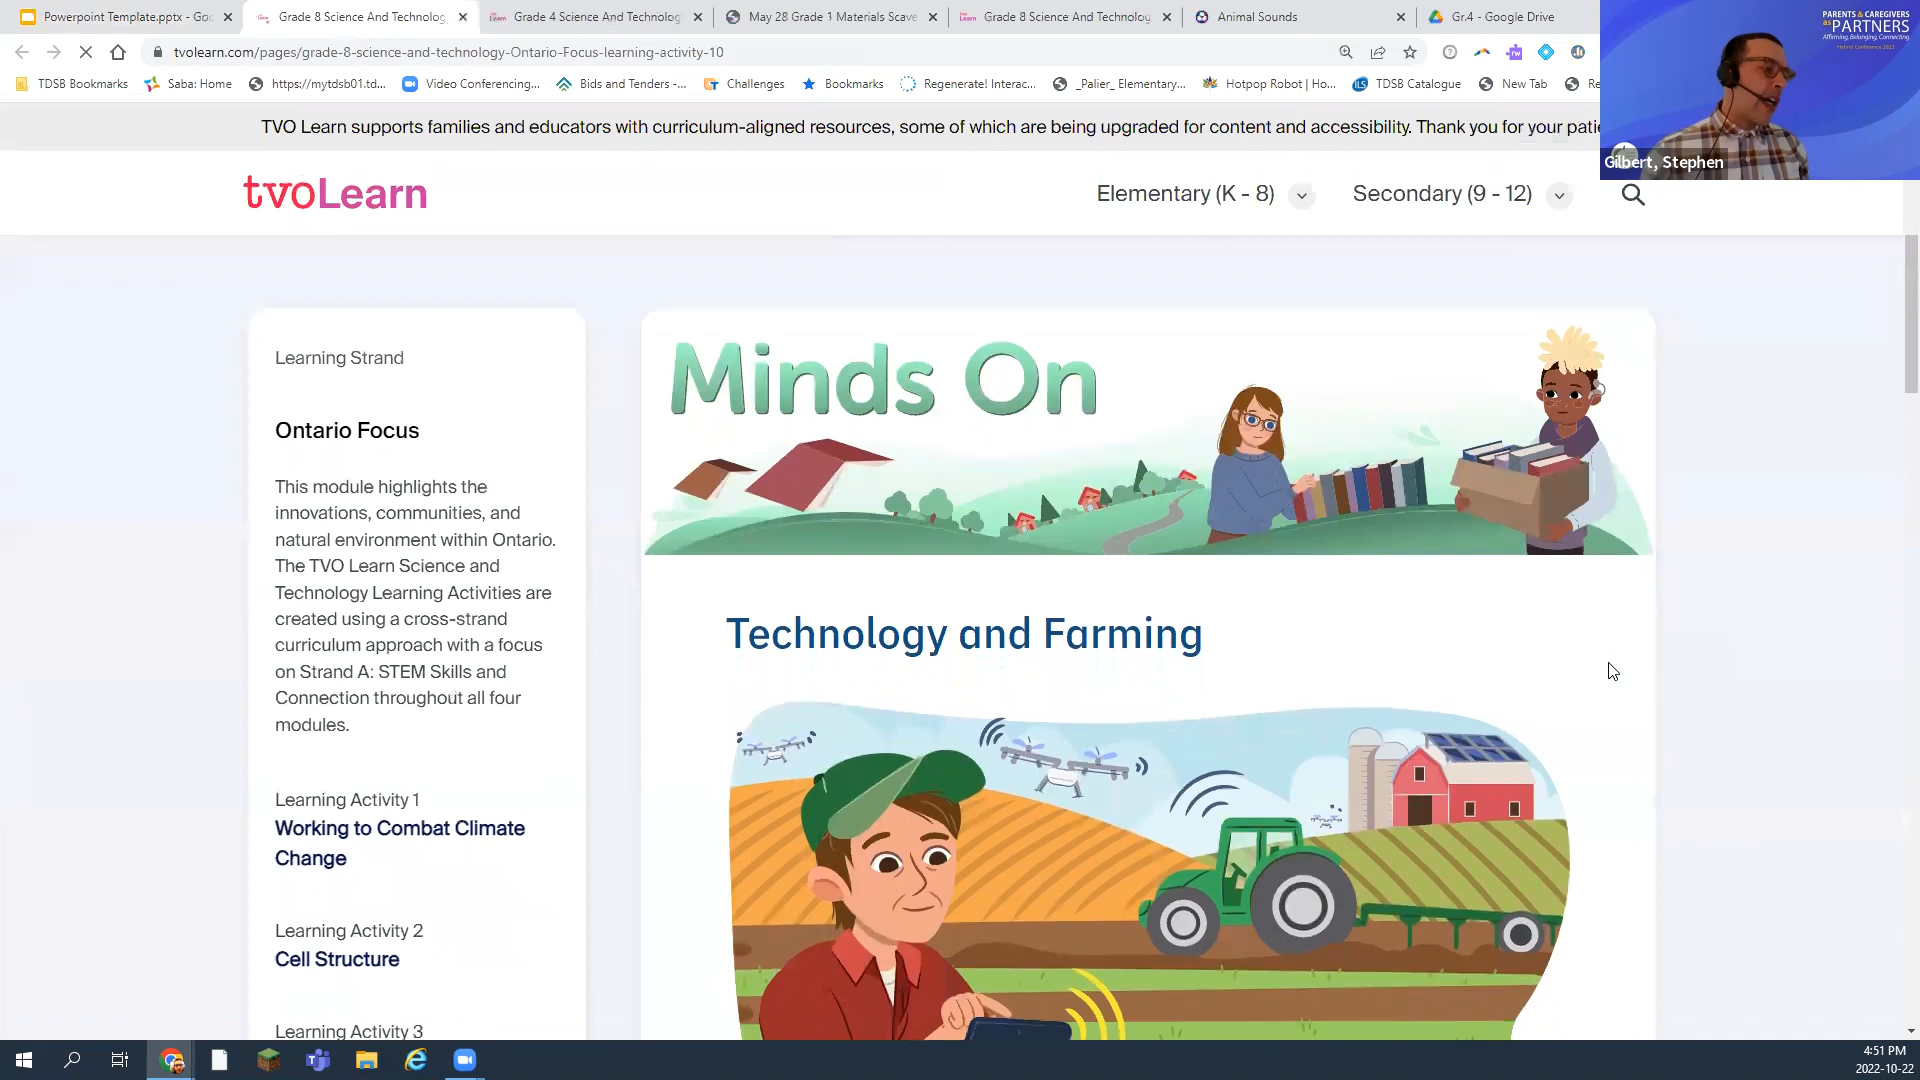 Powerpoint Template.pptx - Goo
Grade 8 Science And Technolog
Grade 4 Science And Technolog
May 28 Grade 1 Materials Scave
Grade 8 Science And Technolog
Animal Sounds
Gr.4 - Google Drive
tvolearn.com/pages/grade-8-science-and-technology-Ontario-Focus-learning-activity-10
TDSB Bookmarks
Saba: Home
https://mytdsb01.td...
Video Conferencing...
Bids and Tenders -...
Challenges
Bookmarks
Regenerate! Interac...
_Palier_ Elementary...
Hotpop Robot | Ho...
TDSB Catalogue
New Tab
Re
PARENTS & CAREGIVERS
as PARTNERS
Affirming, Belonging, Connecting
Hybrid Conference 2022
Gilbert, Stephen
TVO Learn supports families and educators with curriculum-aligned resources, some of which are being upgraded for content and accessibility. Thank you for your patie
tvoLearn
Elementary (K - 8)
Secondary (9 - 12)
Learning Strand
Ontario Focus
This module highlights the
innovations, communities, and
natural environment within Ontario.
The TVO Learn Science and
Technology Learning Activities are
created using a cross-strand
curriculum approach with a focus
on Strand A: STEM Skills and
Connection throughout all four
modules.
Learning Activity 1
Working to Combat Climate
Change
Learning Activity 2
Cell Structure
Learning Activity 3
Minds On
Technology and Farming
4:51 PM
2022-10-22